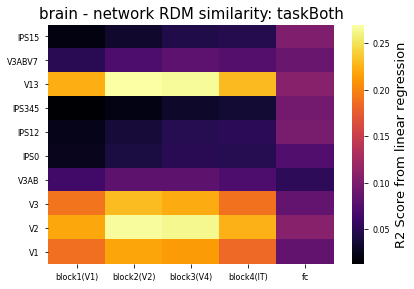 brain - network RDM similarity: taskBoth
IPS15
V3ABV7
V13
IPS345
IPS12
IPS0
V3AB
V3
V2
V1
block1(V1) block2(V2) block3(V4) block4(IT) fc
0.25
0.20
0.15
0.10
0.05
R2 Score from linear regression